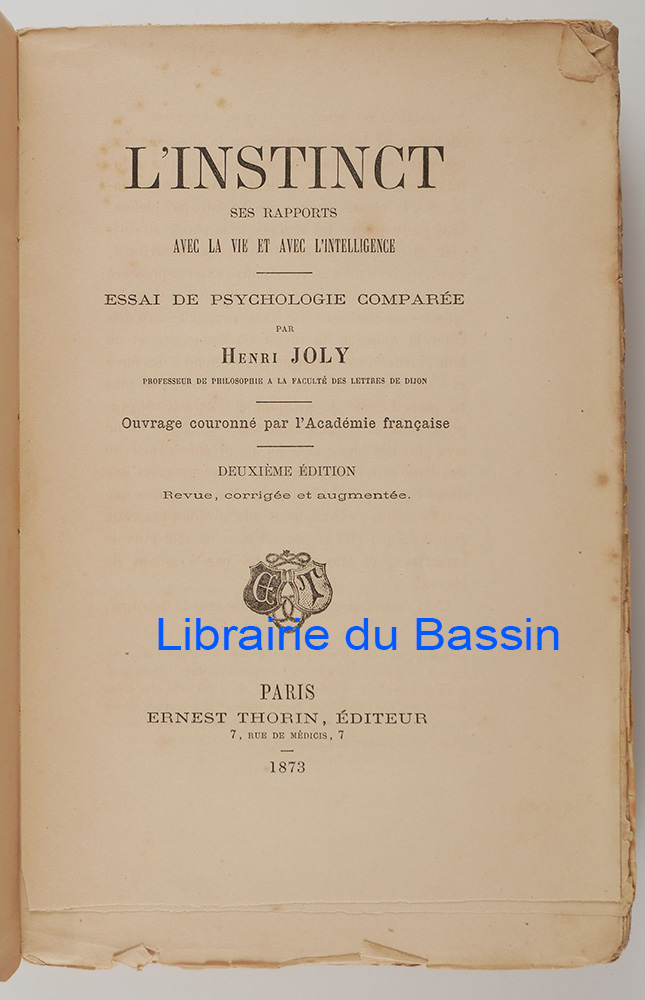 L'INSTINCT
SES RAPPORTS
AVEC LA VIE ET AVEC L'INTELLIGENCE
ESSAI DE PSYCHOLOGIE COMPARÉE
PAR
HENRI JOLY
PROFESSEUR DE PHILOSOPHIE A LA FACULTÉ DES LETTRES DE DIJON
Ouvrage couronné par l'Académie française
DEUXIÈME ÉDITION
Revue, corrigée et augmentée.
E T
Librairie du Bassin
PARIS
ERNEST THORIN, ÉDITEUR
7, RUE DE MÉDICIS, 7
1873